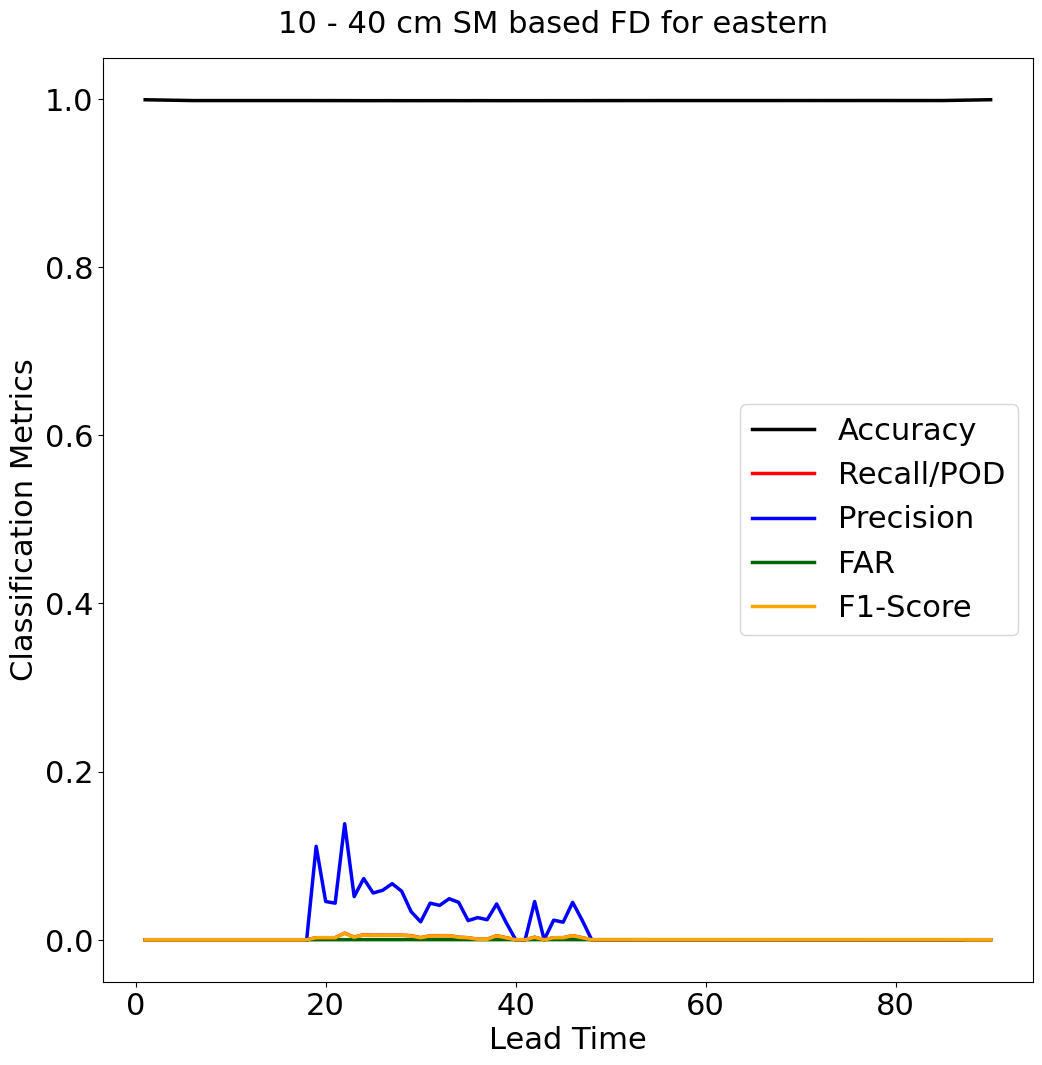 10 - 40 cm SM based FD for eastern
1.0
0.8
0.6
0.4
0.2
0.0
Classification Metrics
Accuracy
Recall/POD
Precision
FAR
F1-Score
0 20 40 60 80
Lead Time